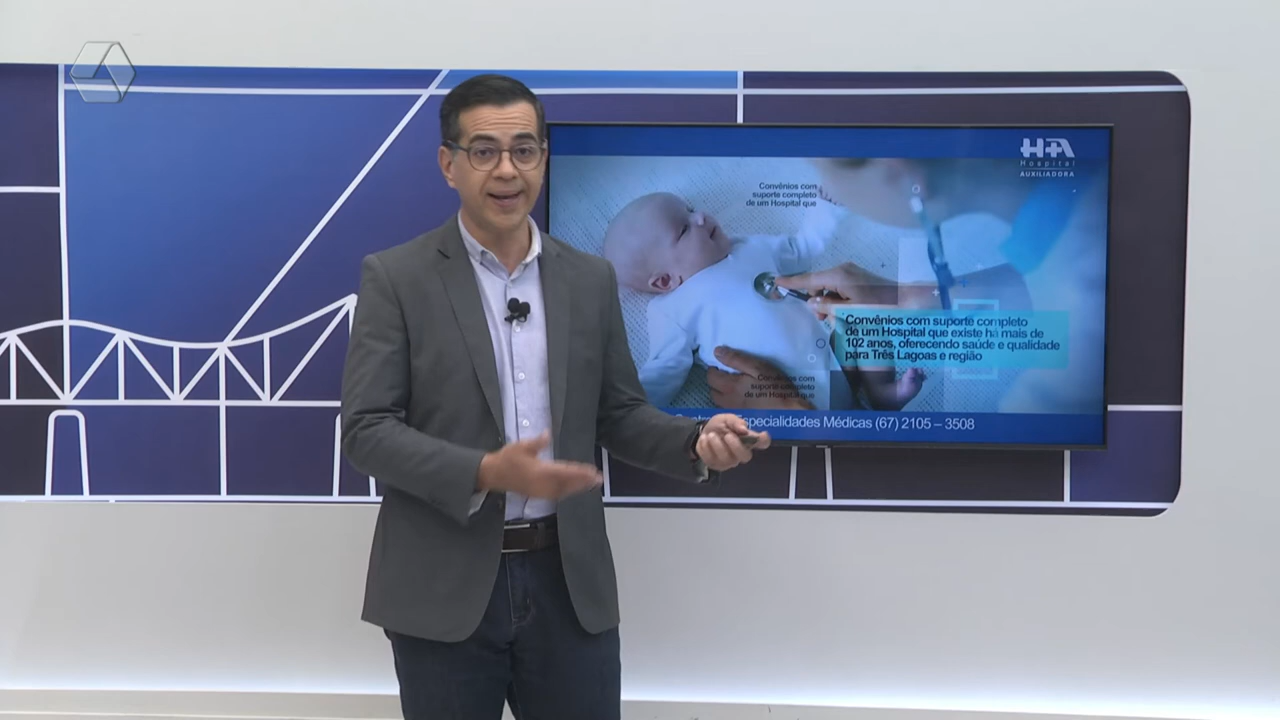 H+A
Hospital
AUXILIADORA
Convênios com
suporte completo
de um Hospital que
Convênios com suporte completo
de um Hospital que existe há mais de
102 anos, oferecendo saúde e qualidade
para Três Lagoas e região
Convênios com
suporte completo
de um Hospital que
Especialidades Médicas (67) 2105 – 3508